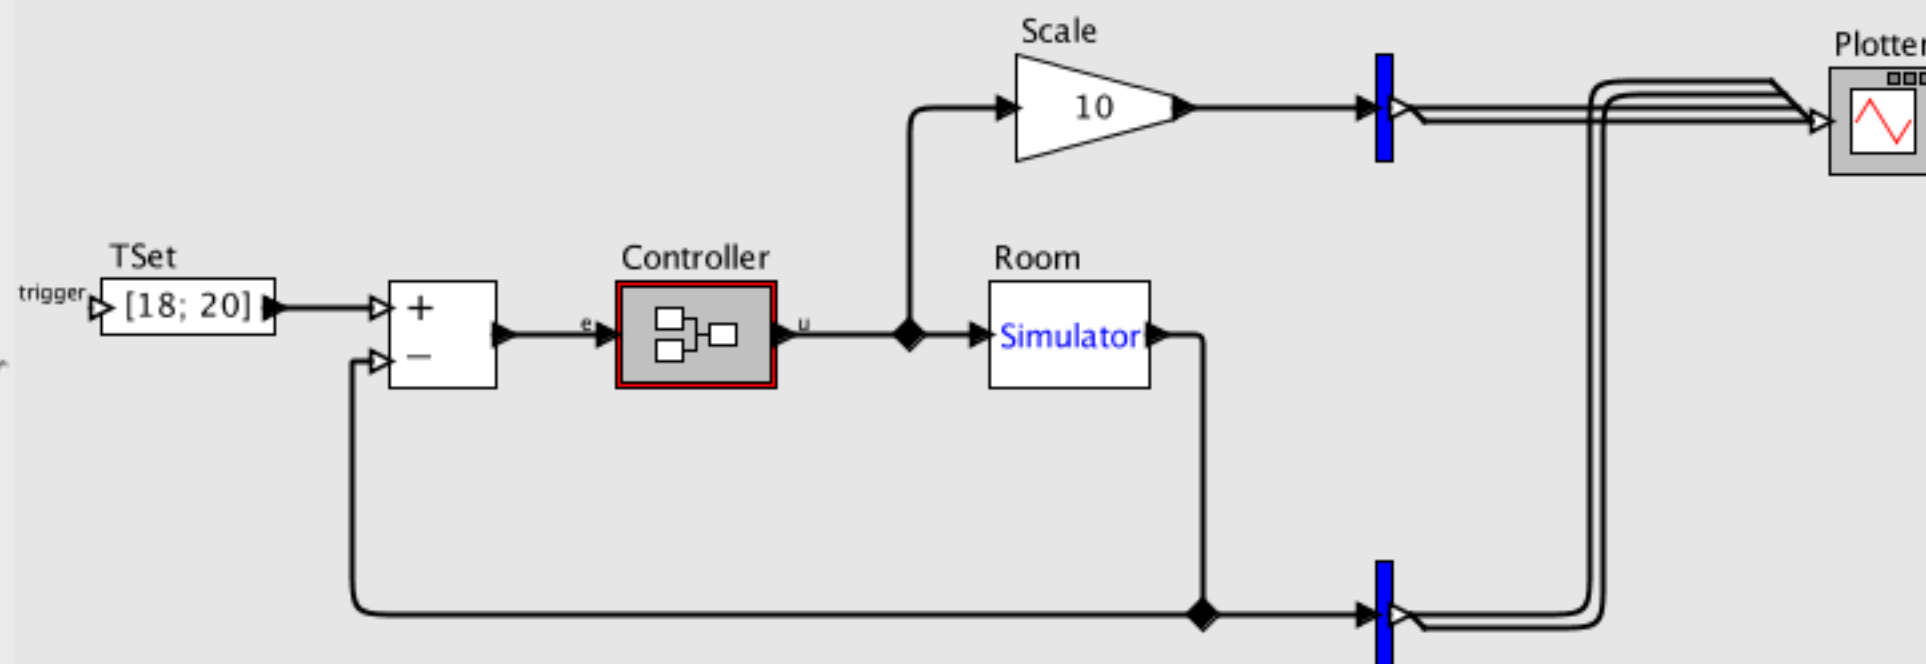 Scale
Plotter
10
TSet
Controller
Room
trigger
[18; 20]
+
e
u
Simulator
−